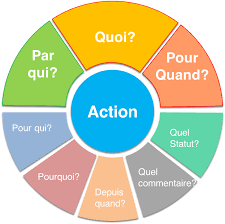 Quoi?
Par
qui?
Pour
Quand?
Action
Pour qui?
Quel
Statut?
Pourquoi?
Quel
commentaire?
Depuis
quand?